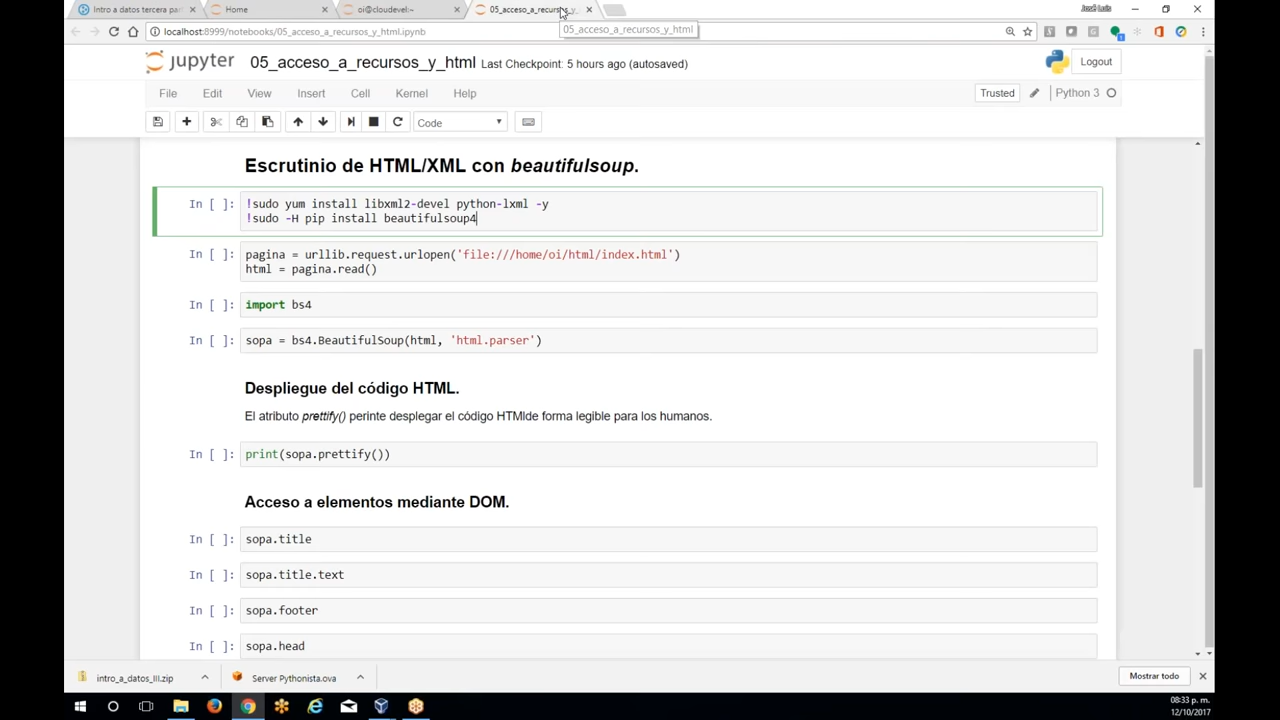 Intro a datos tercera par
Home
oi@cloudevel:~
05_acceso_a_recursos_y_
José Luis
localhost:8999/notebooks/05_acceso_a_recursos_y_html.ipynb
05_acceso_a_recursos_y_html
jupyter
05_acceso_a_recursos_y_html
Last Checkpoint: 5 hours ago (autosaved)
Logout
File Edit View Insert Cell Kernel Help
Trusted
Python 3
Code
Escrutinio de HTML/XML con beautifulsoup.
In [ ]: !sudo yum install libxml2-devel python-lxml -y
!sudo -H pip install beautifulsoup4
In [ ]: pagina = urllib.request.urlopen('file:///home/oi/html/index.html')
html = pagina.read()
In [ ]: import bs4
In [ ]: sopa = bs4.BeautifulSoup(html, 'html.parser')
Despliegue del código HTML.
El atributo prettify() perinte desplegar el código HTMlde forma legible para los humanos.
In [ ]: print(sopa.prettify())
Acceso a elementos mediante DOM.
In [ ]: sopa.title
In [ ]: sopa.title.text
In [ ]: sopa.footer
In [ ]: sopa.head
intro_a_datos_III.zip
Server Pythonista.ova
Mostrar todo
08:33 p. m.
12/10/2017